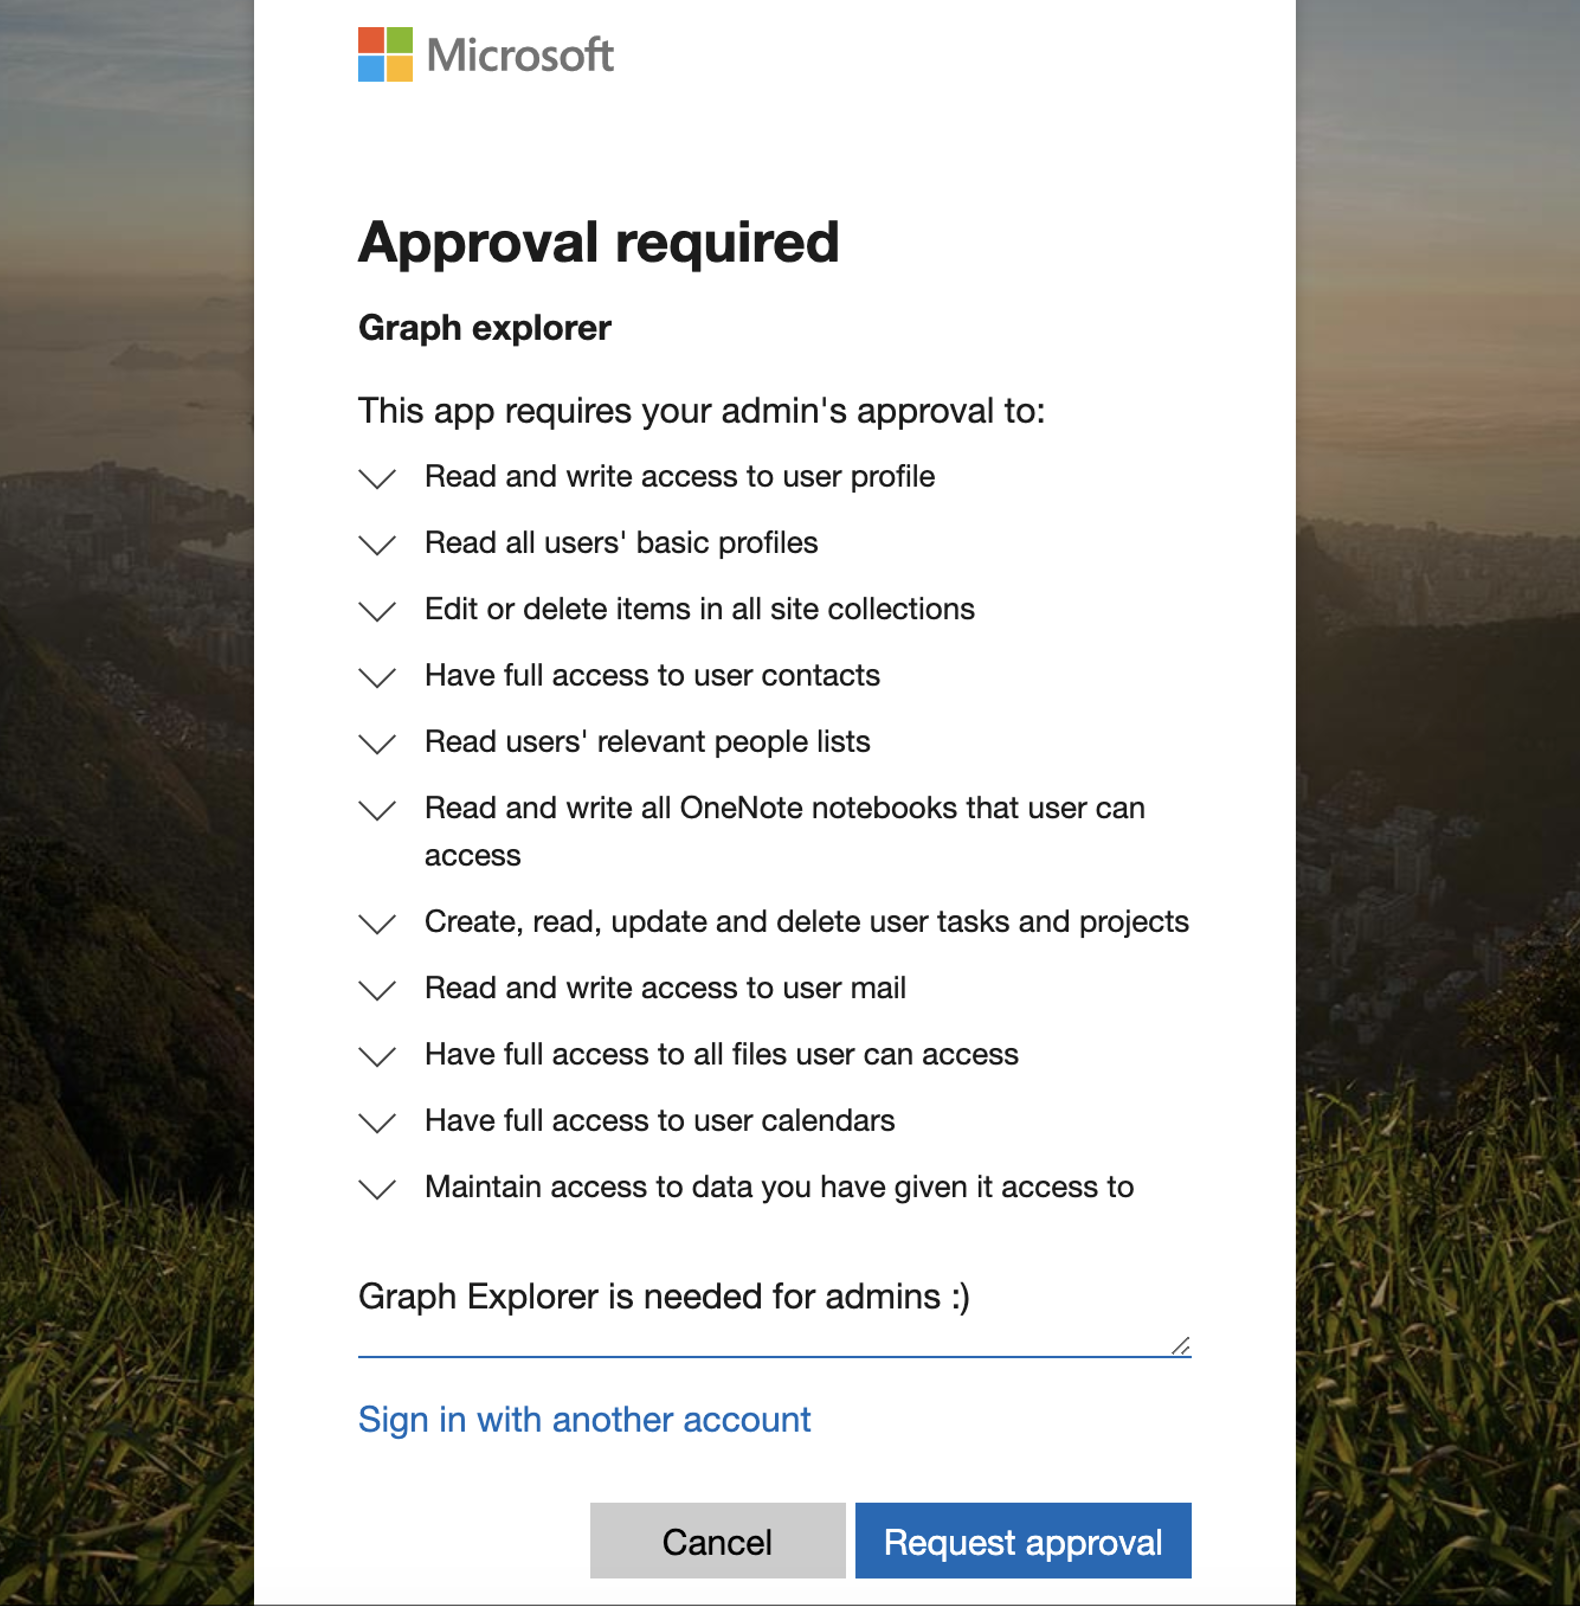 Microsoft
Approval required
Graph explorer
This app requires your admin's approval to:
Read and write access to user profile
Read all users' basic profiles
Edit or delete items in all site collections
Have full access to user contacts
Read users' relevant people lists
Read and write all OneNote notebooks that user can
access
Create, read, update and delete user tasks and projects
Read and write access to user mail
Have full access to all files user can access
Have full access to user calendars
Maintain access to data you have given it access to
Graph Explorer is needed for admins :)
Sign in with another account
Cancel
Request approval